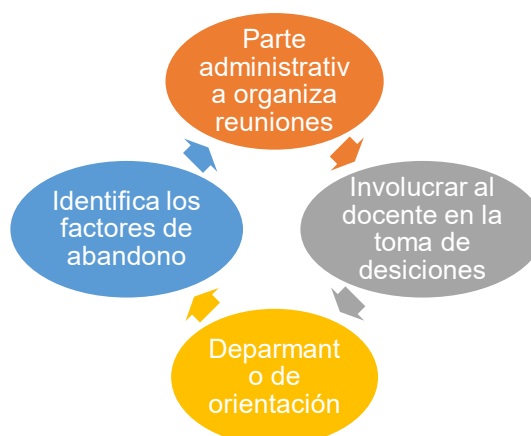 Parte
administrativ
a organiza
reuniones
Involucrar al
docente en la
toma de
desiciones
Deparmant
o de
orientación
Identifica los
factores de
abandono